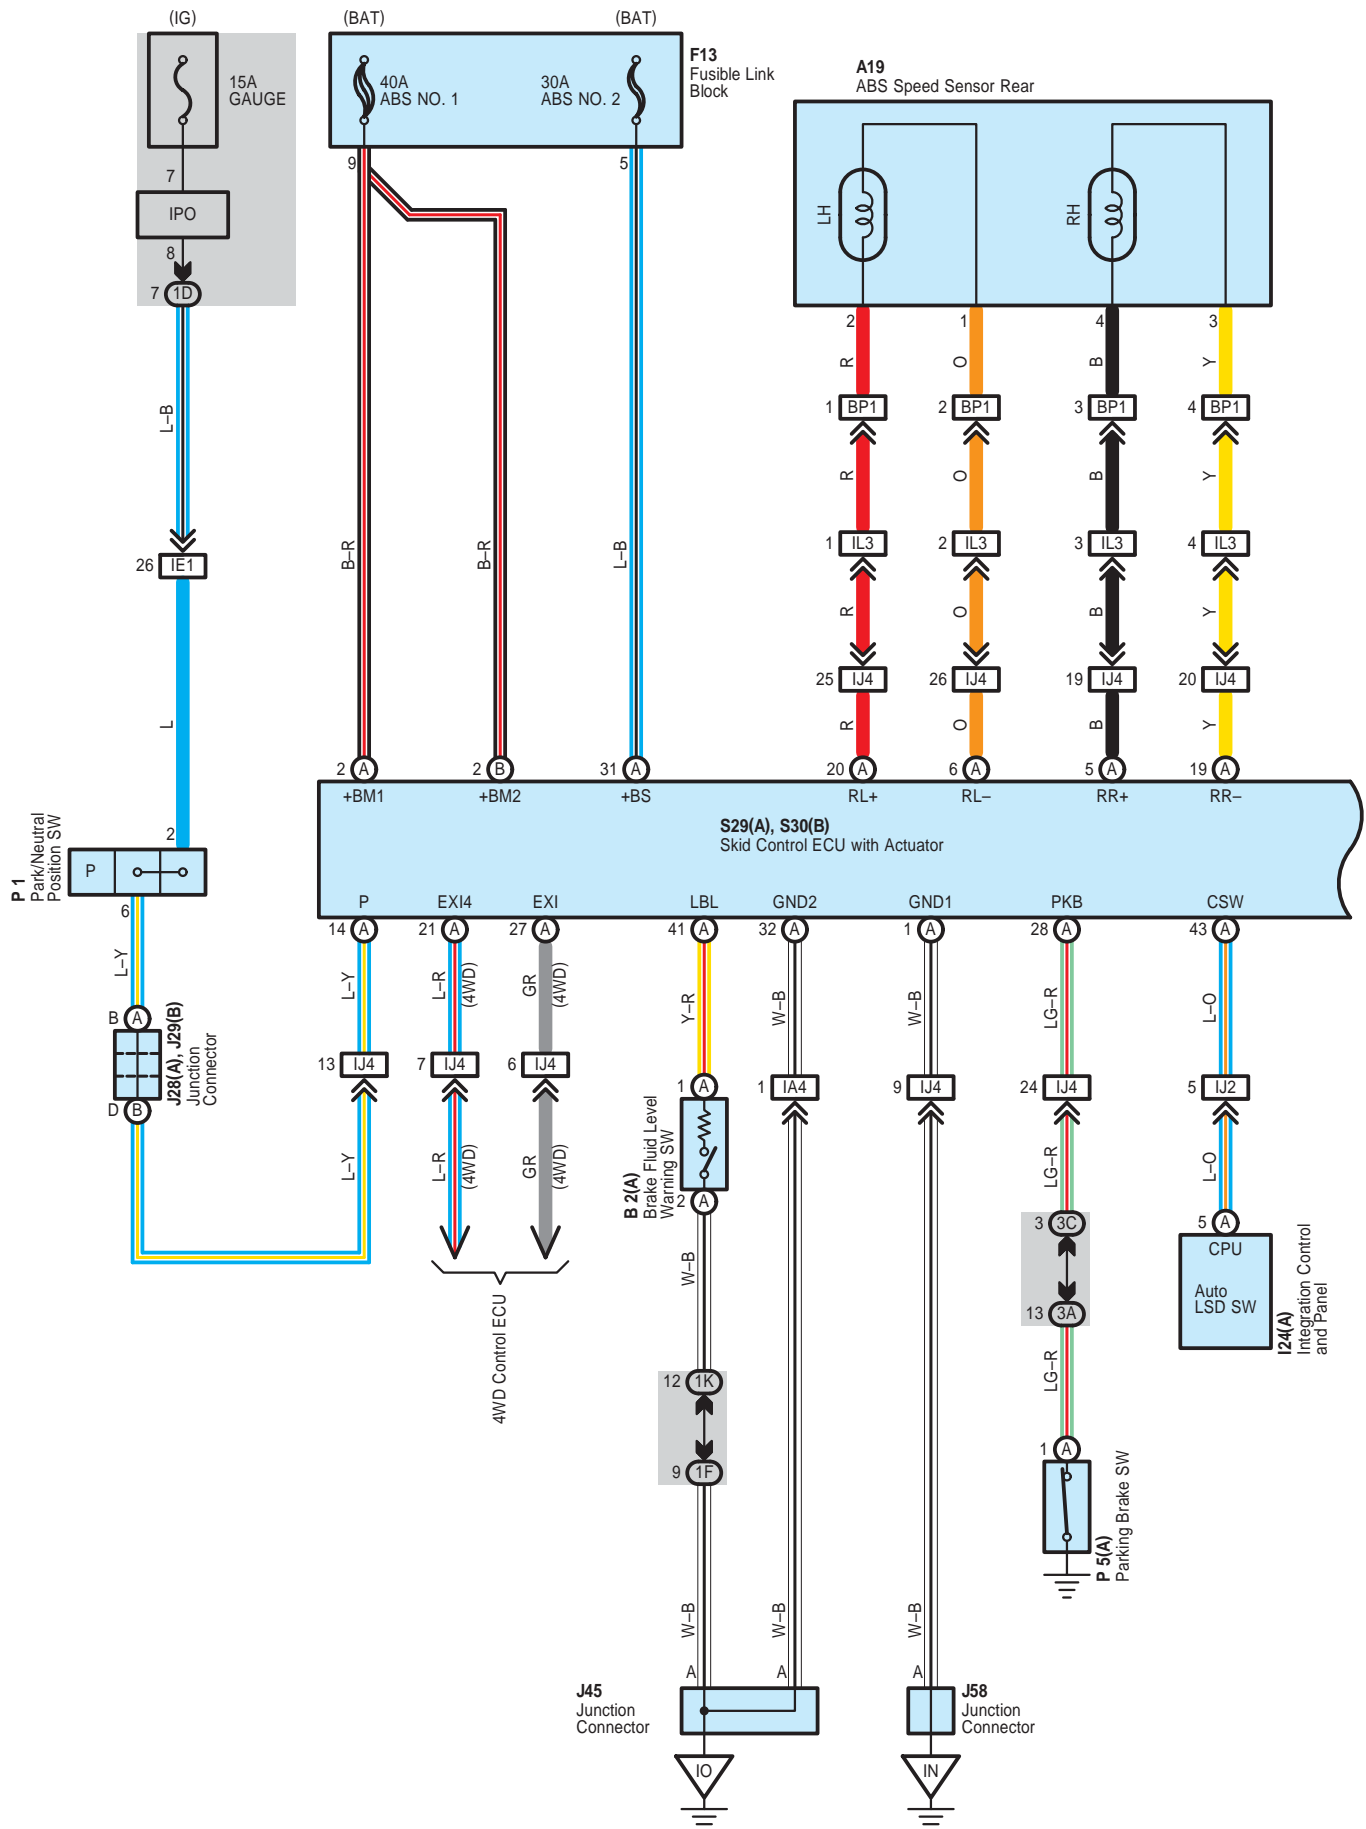 (IG)
(BAT)
(BAT)
15A
GAUGE
40A
ABS NO. 1
30A
ABS NO. 2
F13
Fusible Link
Block
A19
ABS Speed Sensor Rear
LH
RH
7
IPO
8
7 1D
9
5
2
1
4
3
L–B
B–R
B–R
L–B
R
O
B
Y
1 BP1
2 BP1
3 BP1
4 BP1
R
O
B
Y
26 IE1
1 IL3
2 IL3
3 IL3
4 IL3
R
O
B
Y
25 IJ4
26 IJ4
19 IJ4
20 IJ4
L
R
O
B
Y
2 A
2 B
31 A
20 A
6 A
5 A
19 A
+BM1
+BM2
+BS
RL+
RL–
RR+
RR–
S29(A), S30(B)
Skid Control ECU with Actuator
P 1
Park/Neutral
Position SW
2
P
6
P
EXI4
EXI
LBL
GND2
GND1
PKB
CSW
14 A
21 A
27 A
41 A
32 A
1 A
28 A
43 A
L–Y
L–Y
L–R
(4WD)
GR
(4WD)
Y–R
W–B
W–B
LG–R
L–O
B A
J28(A), J29(B)
Junction
Connector
D B
13 IJ4
7 IJ4
6 IJ4
1 A
1 IA4
9 IJ4
24 IJ4
5 IJ2
L–Y
L–R
(4WD)
GR
(4WD)
B 2(A)
Brake Fluid Level
Warning SW
2 A
LG–R
L–O
4WD Control ECU
W–B
3 3C
13 3A
5 A
CPU
Auto
LSD SW
I24(A)
Integration Control
and Panel
12 1K
9 1F
LG–R
1 A
P 5(A)
Parking Brake SW
W–B
W–B
W–B
A
A
A
J45
Junction
Connector
J58
Junction
Connector
IO
IN